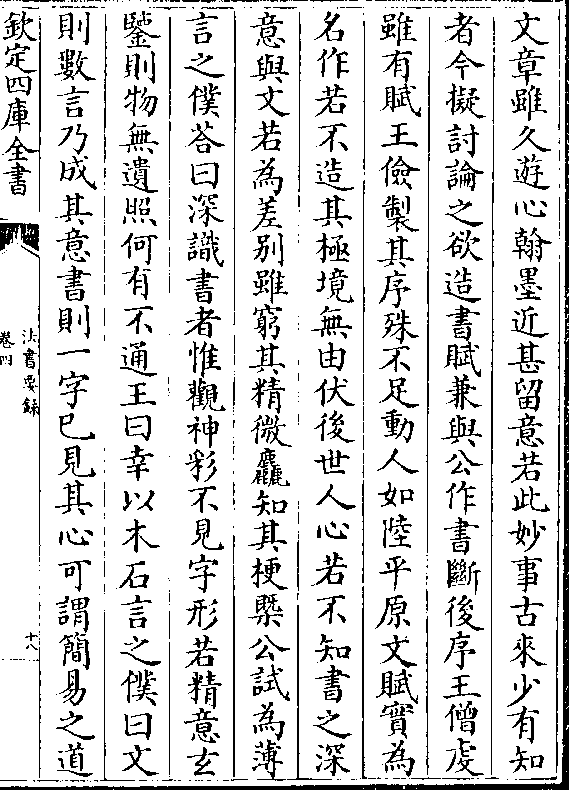 文章雖久遊心翰墨近甚留意若此妙事古來少有知
者今擬討論之欲造書賦兼與公作書斷後序王僧虔
雖有賦王儉製其序殊不足動人如陸平原文賦實為
名作若不造其極境無由伏後世人心若不知書之深
意與文若為差别雖窮其精微麤知其梗槩公試為薄
言之僕荅曰深識書者惟觀神彩不見字形若精意玄
鑒則物無遺照何有不通王曰幸以木石言之僕曰文
則數言乃成其意書則一字已見其心可謂簡易之道
欽定四庫全書
法書要錄
卷四
十八